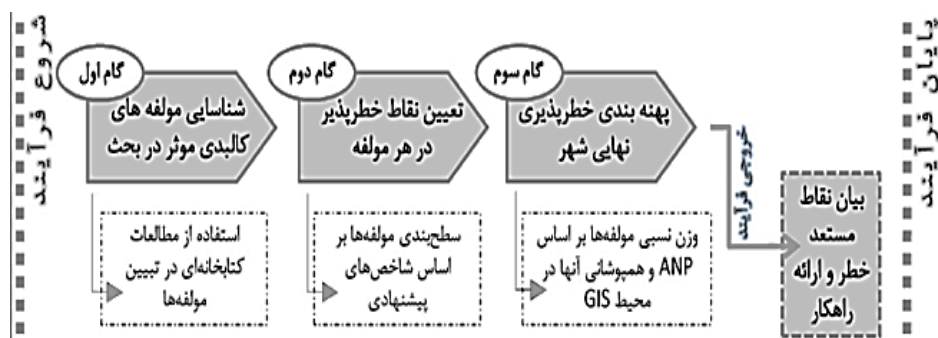 شروع فرآیند
گام اول
شناسایی مولفه های
کالبدی موثر در بحث
استفاده از مطالعات
کتابخانه‌ای در تبیین
مولفه‌ها
گام دوم
تعیین نقاط خطرپذیر
در هر مولفه
سطح‌بندی مولفه‌ها بر
اساس شاخص‌های
پیشنهادی
گام سوم
پهنه بندی خطرپذیری
نهایی شهر
وزن نسبی مولفه‌ها بر اساس
ANP و همپوشانی آنها در
محیط GIS
خروجی فرآیند
بیان نقاط
مستعد
خطر و ارائه
راهکار
پایان فرآیند